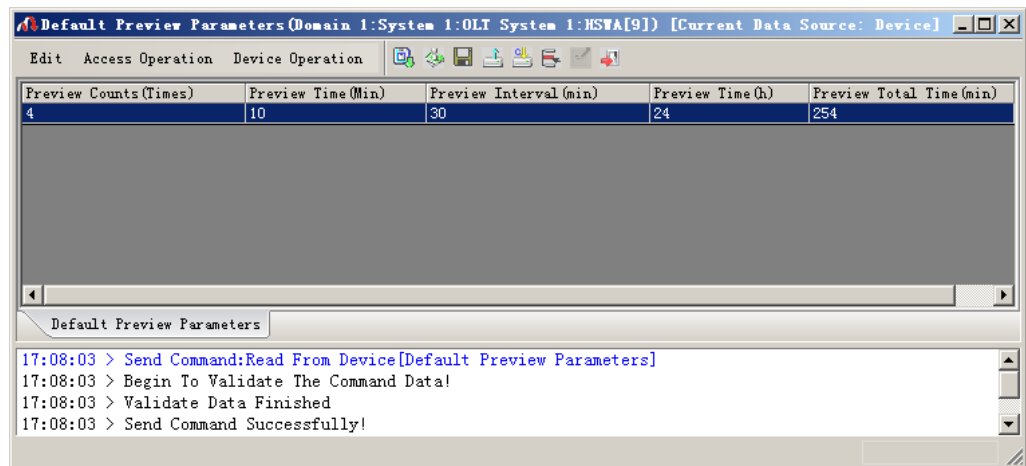 Default Preview Parameters(Domain 1:System 1:OLT System 1:HSWA[9]) [Current Data Source: Device]
Edit Access Operation Device Operation
Preview Counts(Times) Preview Time(Min) Preview Interval(min) Preview Time(h) Preview Total Time(min)
4 10 30 24 254
Default Preview Parameters
17:08:03 > Send Command:Read From Device[Default Preview Parameters]
17:08:03 > Begin To Validate The Command Data!
17:08:03 > Validate Data Finished
17:08:03 > Send Command Successfully!